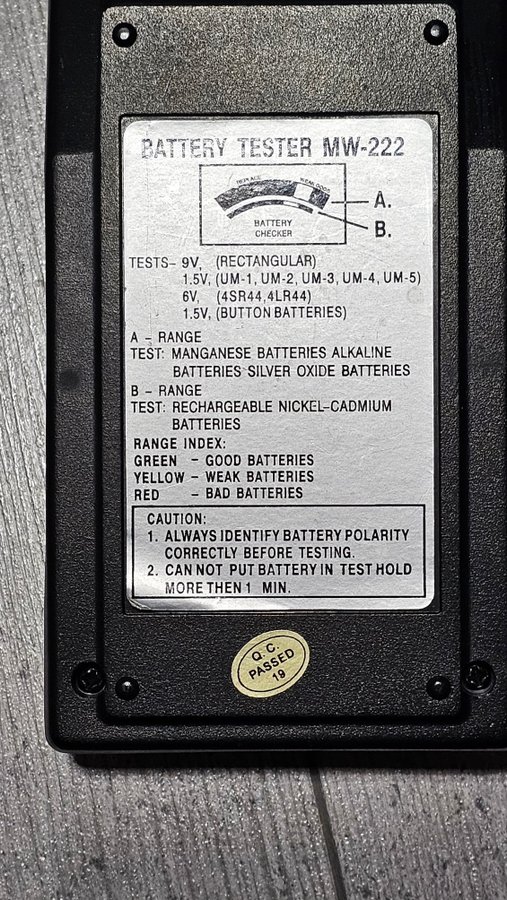 BATTERY TESTER MW-222
REPLACE WEAK GOOD
A.
B.
BATTERY
CHECKER
TESTS- 9V, (RECTANGULAR)
1.5V, (UM-1, UM-2, UM-3, UM-4, UM-5)
6V, (4SR44,4LR44)
1.5V, (BUTTON BATTERIES)
A - RANGE
TEST: MANGANESE BATTERIES ALKALINE
BATTERIES SILVER OXIDE BATTERIES
B - RANGE
TEST: RECHARGEABLE NICKEL-CADMIUM
BATTERIES
RANGE INDEX:
GREEN - GOOD BATTERIES
YELLOW - WEAK BATTERIES
RED - BAD BATTERIES
CAUTION:
1. ALWAYS IDENTIFY BATTERY POLARITY
CORRECTLY BEFORE TESTING.
2. CAN NOT PUT BATTERY IN TEST HOLD
MORE THEN 1 MIN.
Q.C.
PASSED
19